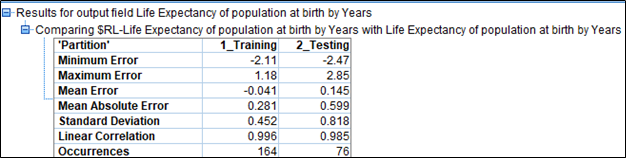 Results for output field Life Expectancy of population at birth by Years
Comparing $RL-Life Expectancy of population at birth by Years with Life Expectancy of population at birth by Years
'Partition' 1_Training 2_Testing
Minimum Error -2.11 -2.47
Maximum Error 1.18 2.85
Mean Error -0.041 0.145
Mean Absolute Error 0.281 0.599
Standard Deviation 0.452 0.818
Linear Correlation 0.996 0.985
Occurrences 164 76